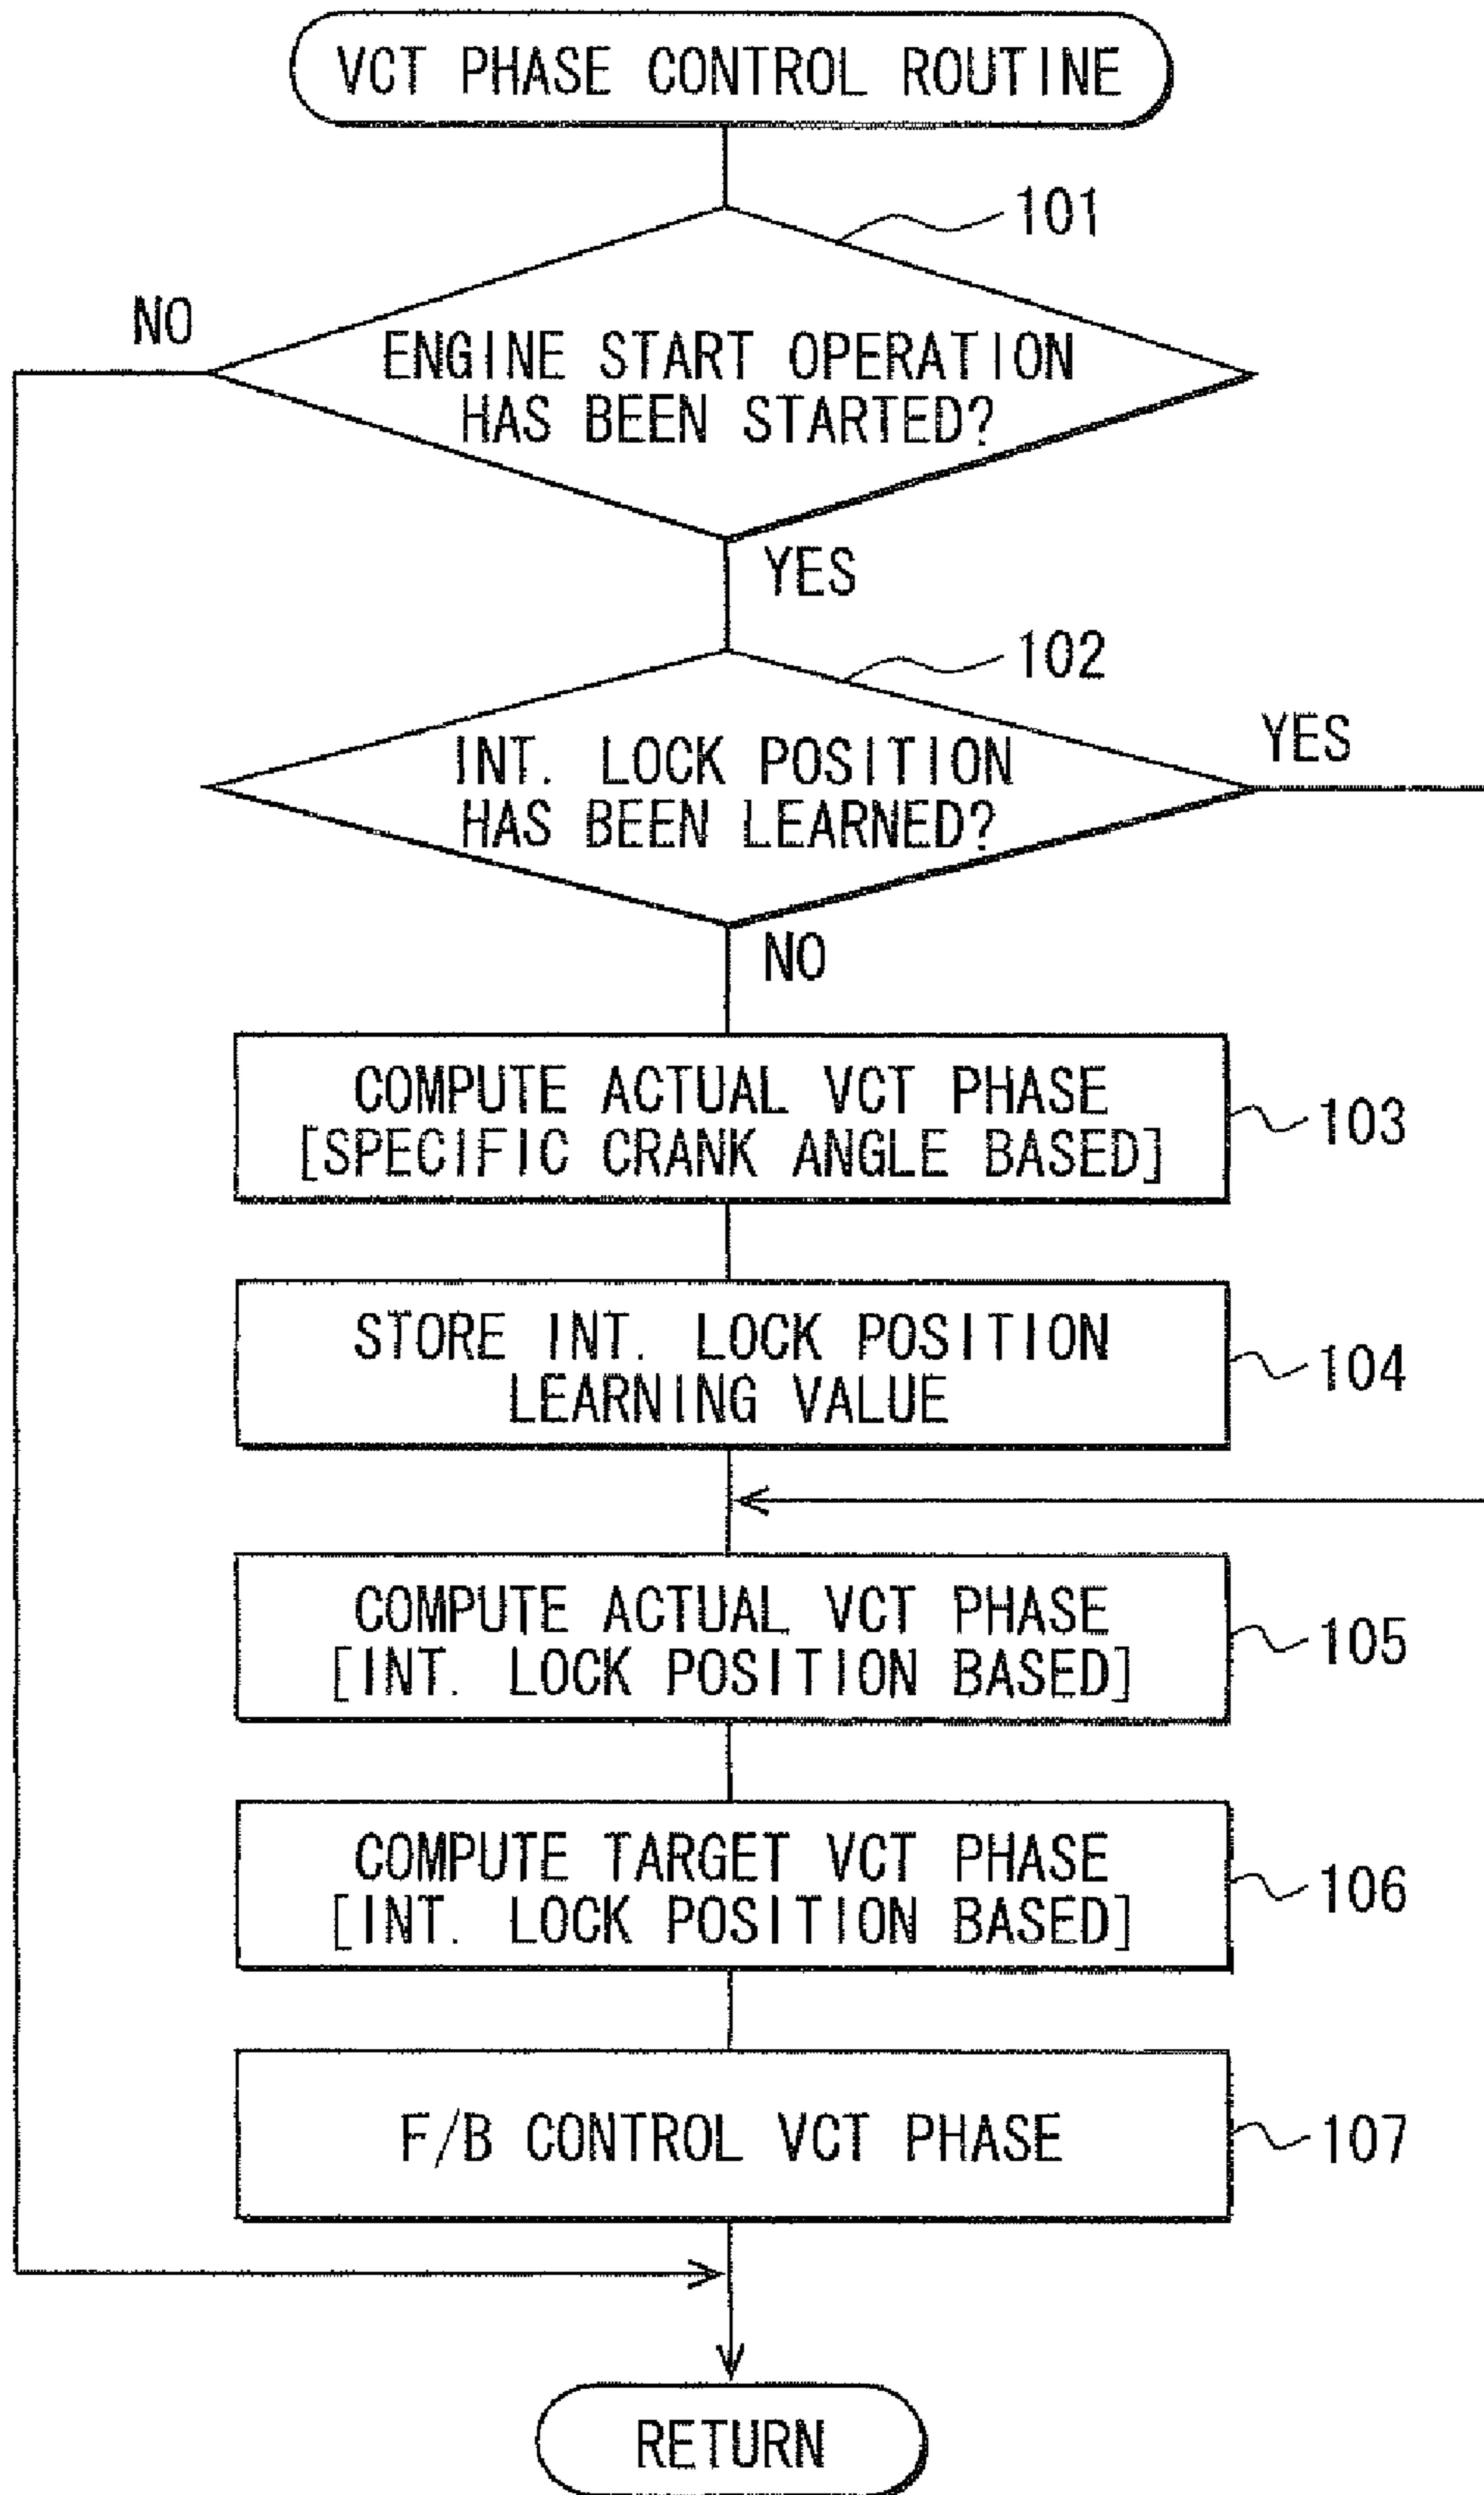 VCT PHASE CONTROL ROUTINE
101
NO
ENGINE START OPERATION
HAS BEEN STARTED?
YES
102
YES
INT. LOCK POSITION
HAS BEEN LEARNED?
NO
COMPUTE ACTUAL VCT PHASE
[SPECIFIC CRANK ANGLE BASED]
103
STORE INT. LOCK POSITION
LEARNING VALUE
104
COMPUTE ACTUAL VCT PHASE
[INT. LOCK POSITION BASED]
105
COMPUTE TARGET VCT PHASE
[INT. LOCK POSITION BASED]
106
F/B CONTROL VCT PHASE
107
RETURN